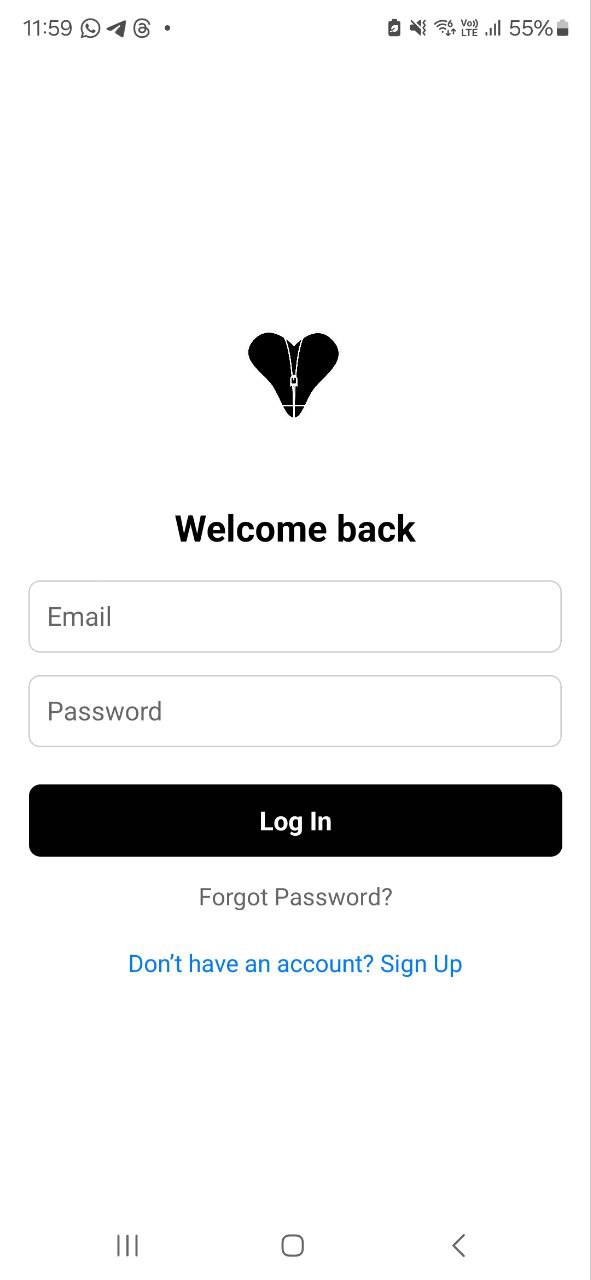 11:59
Vo)) LTE 55%
Welcome back
Email
Password
Log In
Forgot Password?
Don’t have an account? Sign Up